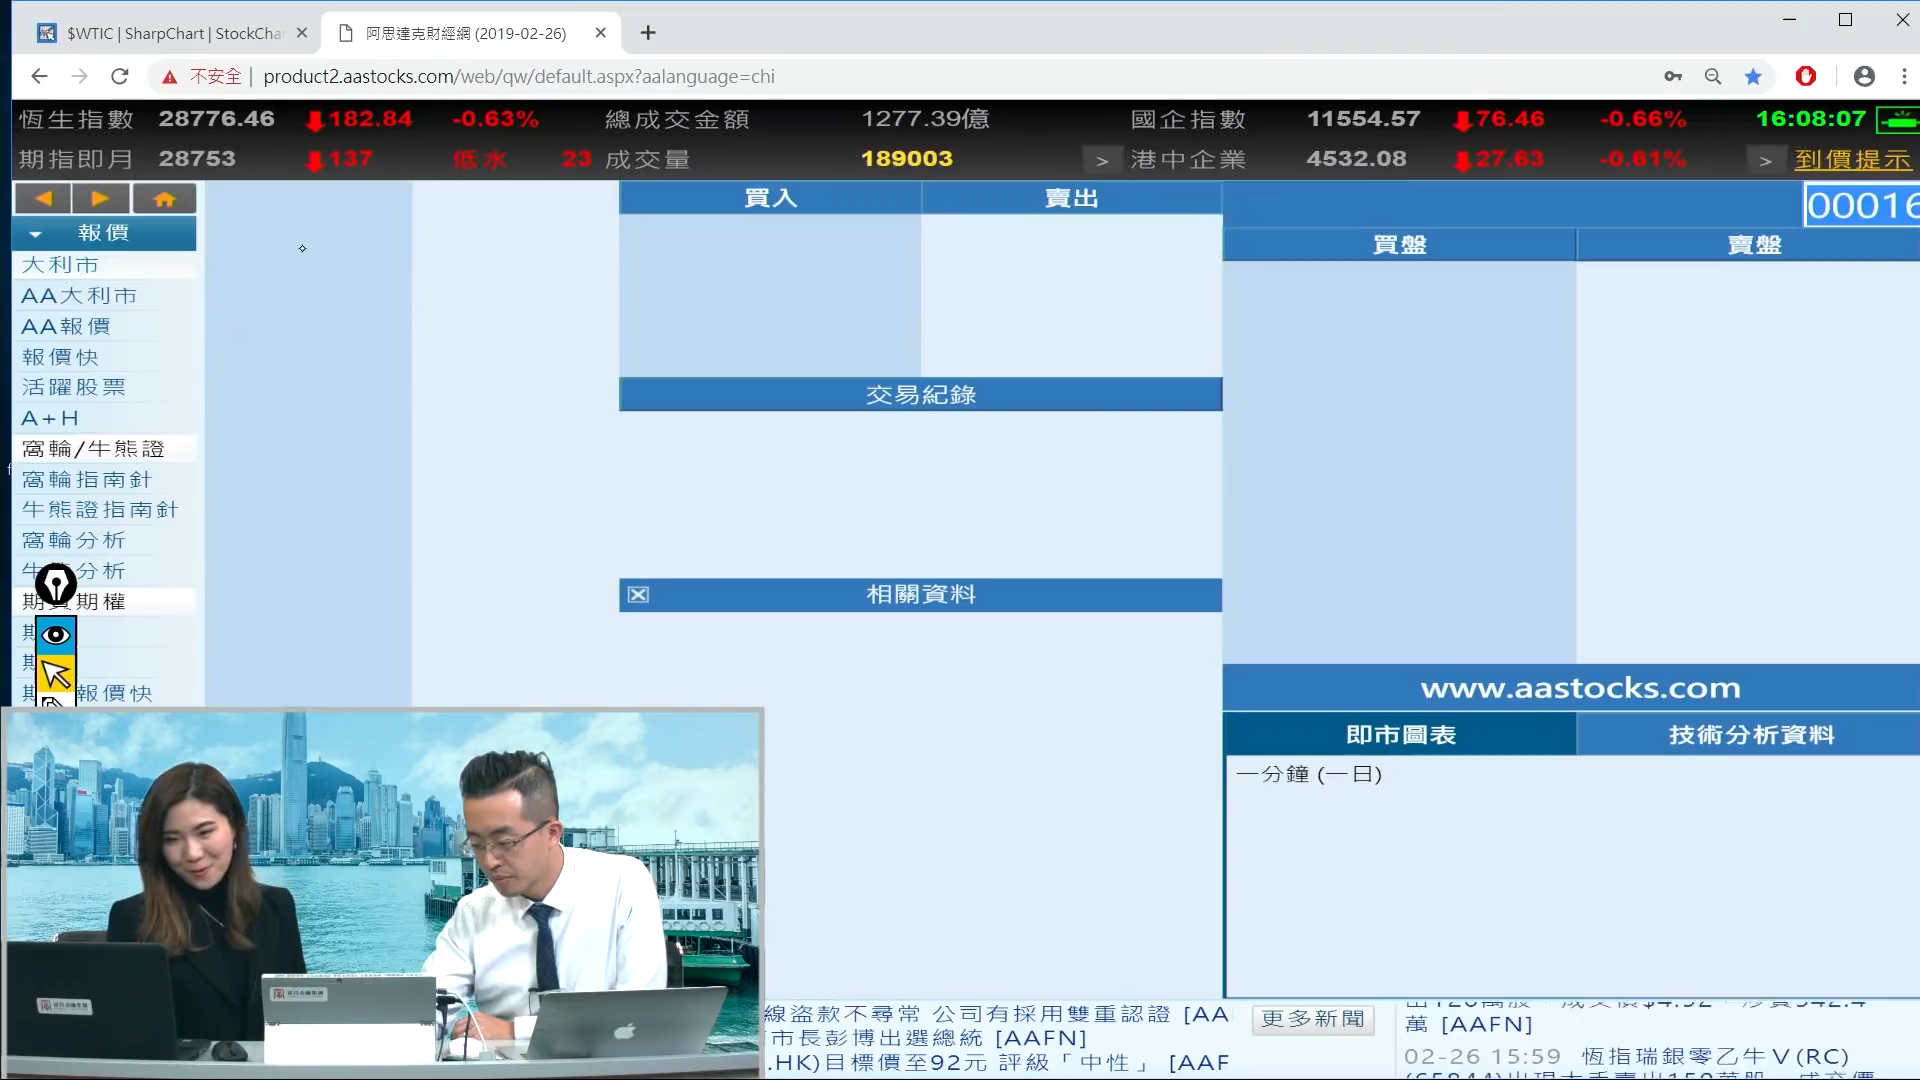 $WTIC | SharpChart | StockCha
阿思達克財經網 (2019-02-26)
不安全 | product2.aastocks.com/web/qw/default.aspx?aalanguage=chi
恆生指數 28776.46 182.84 -0.63% 總成交金額 1277.39億 國企指數 11554.57 76.46 -0.66% 16:08:07
期指即月 28753 137 低水 23 成交量 189003 > 港中企業 4532.08 27.63 -0.61% > 到價提示
買入 賣出
00016
報價
買盤 賣盤
大利市
AA大利市
AA報價
報價快
活躍股票
交易紀錄
A+H
窩輪/牛熊證
窩輪指南針
牛熊證指南針
窩輪分析
分析
相關資料
期權
報價快
www.aastocks.com
即市圖表 技術分析資料
一分鐘 (一日)
線盜款不尋常 公司有採用雙重認證 [AA
市長彭博出選總統 [AAFN]
.HK)目標價至92元 評級「中性」 [AAF
更多新聞
萬 [AAFN]
02-26 15:59 恆指瑞銀零乙牛V(RC)